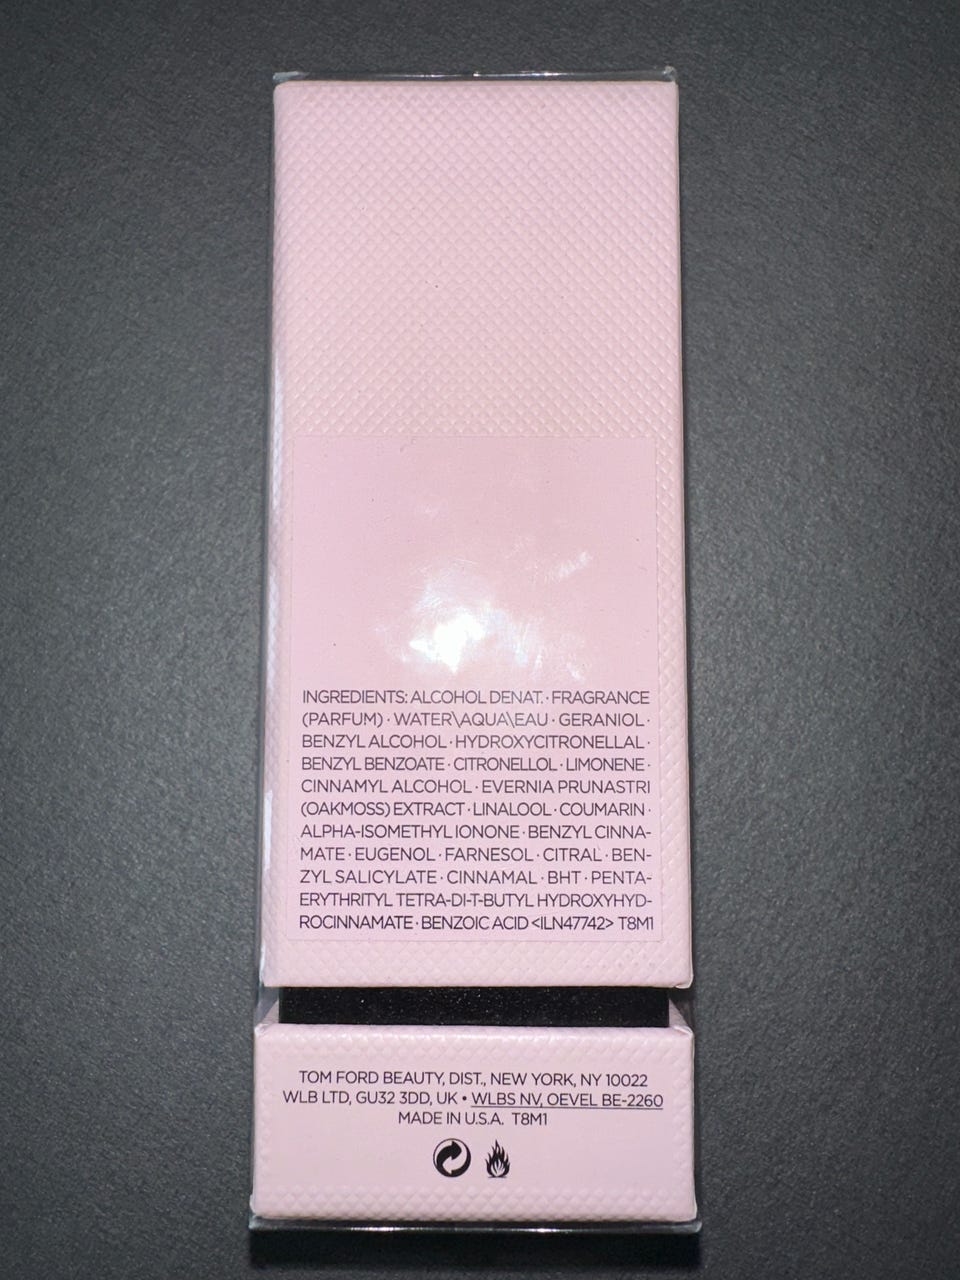 INGREDIENTS: ALCOHOL DENAT. · FRAGRANCE
(PARFUM) · WATER\AQUA\EAU · GERANIOL ·
BENZYL ALCOHOL · HYDROXYCITRONELLAL ·
BENZYL BENZOATE · CITRONELLOL · LIMONENE ·
CINNAMYL ALCOHOL · EVERNIA PRUNASTRI
(OAKMOSS) EXTRACT · LINALOOL · COUMARIN ·
ALPHA-ISOMETHYL IONONE · BENZYL CINNA-
MATE · EUGENOL · FARNESOL · CITRAL · BEN-
ZYL SALICYLATE · CINNAMAL · BHT · PENTA-
ERYTHRITYL TETRA-DI-T-BUTYL HYDROXYHYD-
ROCINNAMATE · BENZOIC ACID <ILN47742> T8M1
TOM FORD BEAUTY, DIST., NEW YORK, NY 10022
WLB LTD, GU32 3DD, UK • WLBS NV, OEVEL BE-2260
MADE IN U.S.A. T8M1